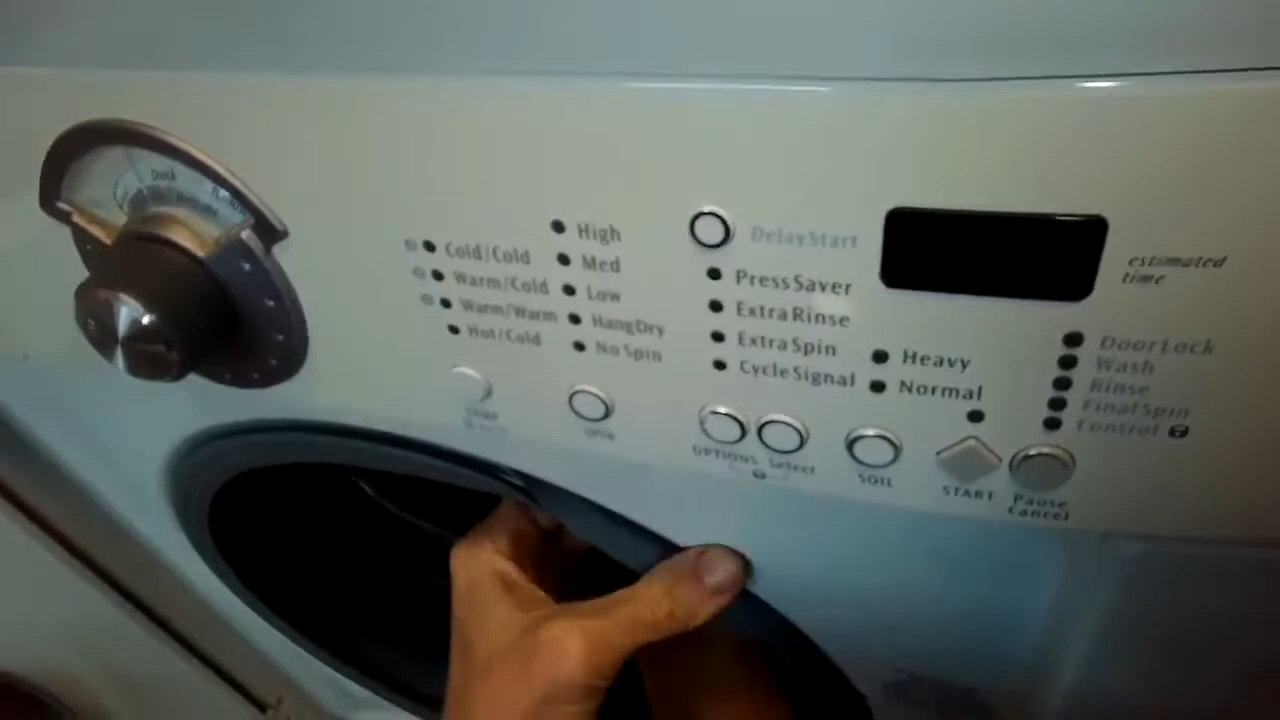 Quick
Cold/Cold
Warm/Cold
Warm/Warm
Hot/Cold
High
Med
Low
HangDry
No Spin
SPIN
Delay Start
Press Saver
Extra Rinse
Extra Spin
Cycle Signal
OPTIONS Select
Heavy
Normal
SOIL
START
Pause
Cancel
estimated
time
Door Lock
Wash
Rinse
Final Spin
Control